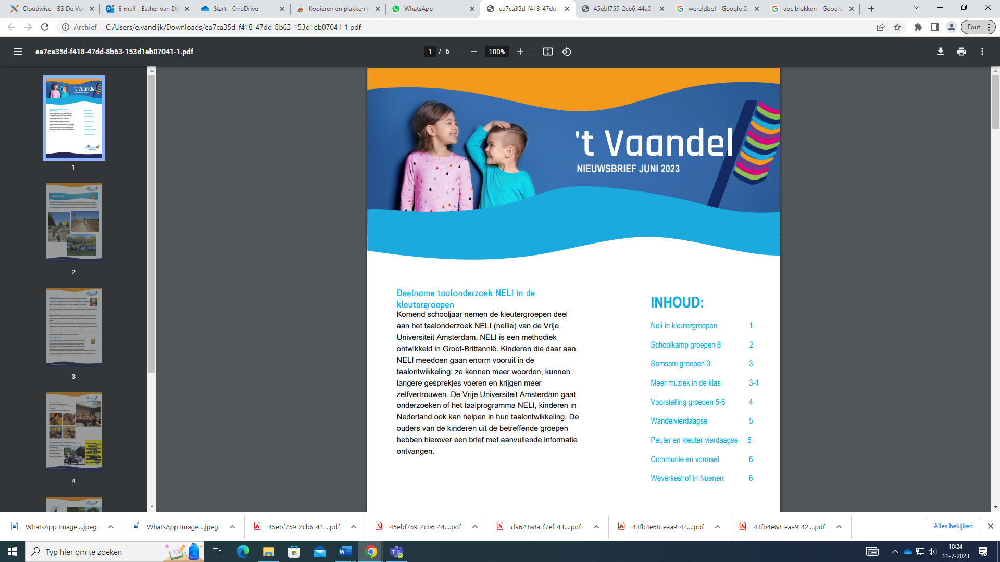 Cloudwise - BS De Ven
E-mail - Esther van Dij
Start - OneDrive
Kopiëren en plakken in
WhatsApp
ea7ca35d-f418-47dd-8
45ebf759-2cb6-44a0-
wereldbol - Google Zo
abc blokken - Google
Archief
C:/Users/e.vandijk/Downloads/ea7ca35d-f418-47dd-8b63-153d1eb07041-1.pdf
Fout
ea7ca35d-f418-47dd-8b63-153d1eb07041-1.pdf
1 / 6
100%
1
2
3
4
't Vaandel
NIEUWSBRIEF JUNI 2023
Deelname taalonderzoek NELI in de
kleutergroepen
Komend schooljaar nemen de kleutergroepen deel
aan het taalonderzoek NELI (nellie) van de Vrije
Universiteit Amsterdam. NELI is een methodiek
ontwikkeld in Groot-Brittannië. Kinderen die daar aan
NELI meedoen gaan enorm vooruit in de
taalontwikkeling: ze kennen meer woorden, kunnen
langere gesprekjes voeren en krijgen meer
zelfvertrouwen. De Vrije Universiteit Amsterdam gaat
onderzoeken of het taalprogramma NELI, kinderen in
Nederland ook kan helpen in hun taalontwikkeling. De
ouders van de kinderen uit de betreffende groepen
hebben hierover een brief met aanvullende informatie
ontvangen.
INHOUD:
Neli in kleutergroepen 1
Schoolkamp groepen 8 2
Semsom groepen 3 3
Meer muziek in de klas 3-4
Voorstelling groepen 5-6 4
Wandelvierdaagse 5
Peuter en kleuter vierdaagse 5
Communie en vormsel 6
Weverkeshof in Nuenen 6
WhatsApp Image....jpeg
WhatsApp Image....jpeg
45ebf759-2cb6-44....pdf
45ebf759-2cb6-44....pdf
d9623a8a-f7ef-43....pdf
43fb4e68-eaa9-42....pdf
43fb4e68-eaa9-42....pdf
Alles bekijken
Typ hier om te zoeken
10:24
11-7-2023